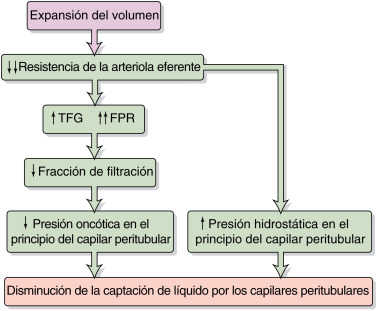 Expansión del volumen
↓↓Resistencia de la arteriola eferente
↑TFG ↑↑FPR
↓Fracción de filtración
↓ Presión oncótica en el
principio del capilar peritubular
↑ Presión hidrostática en el
principio del capilar peritubular
Disminución de la captación de líquido por los capilares peritubulares